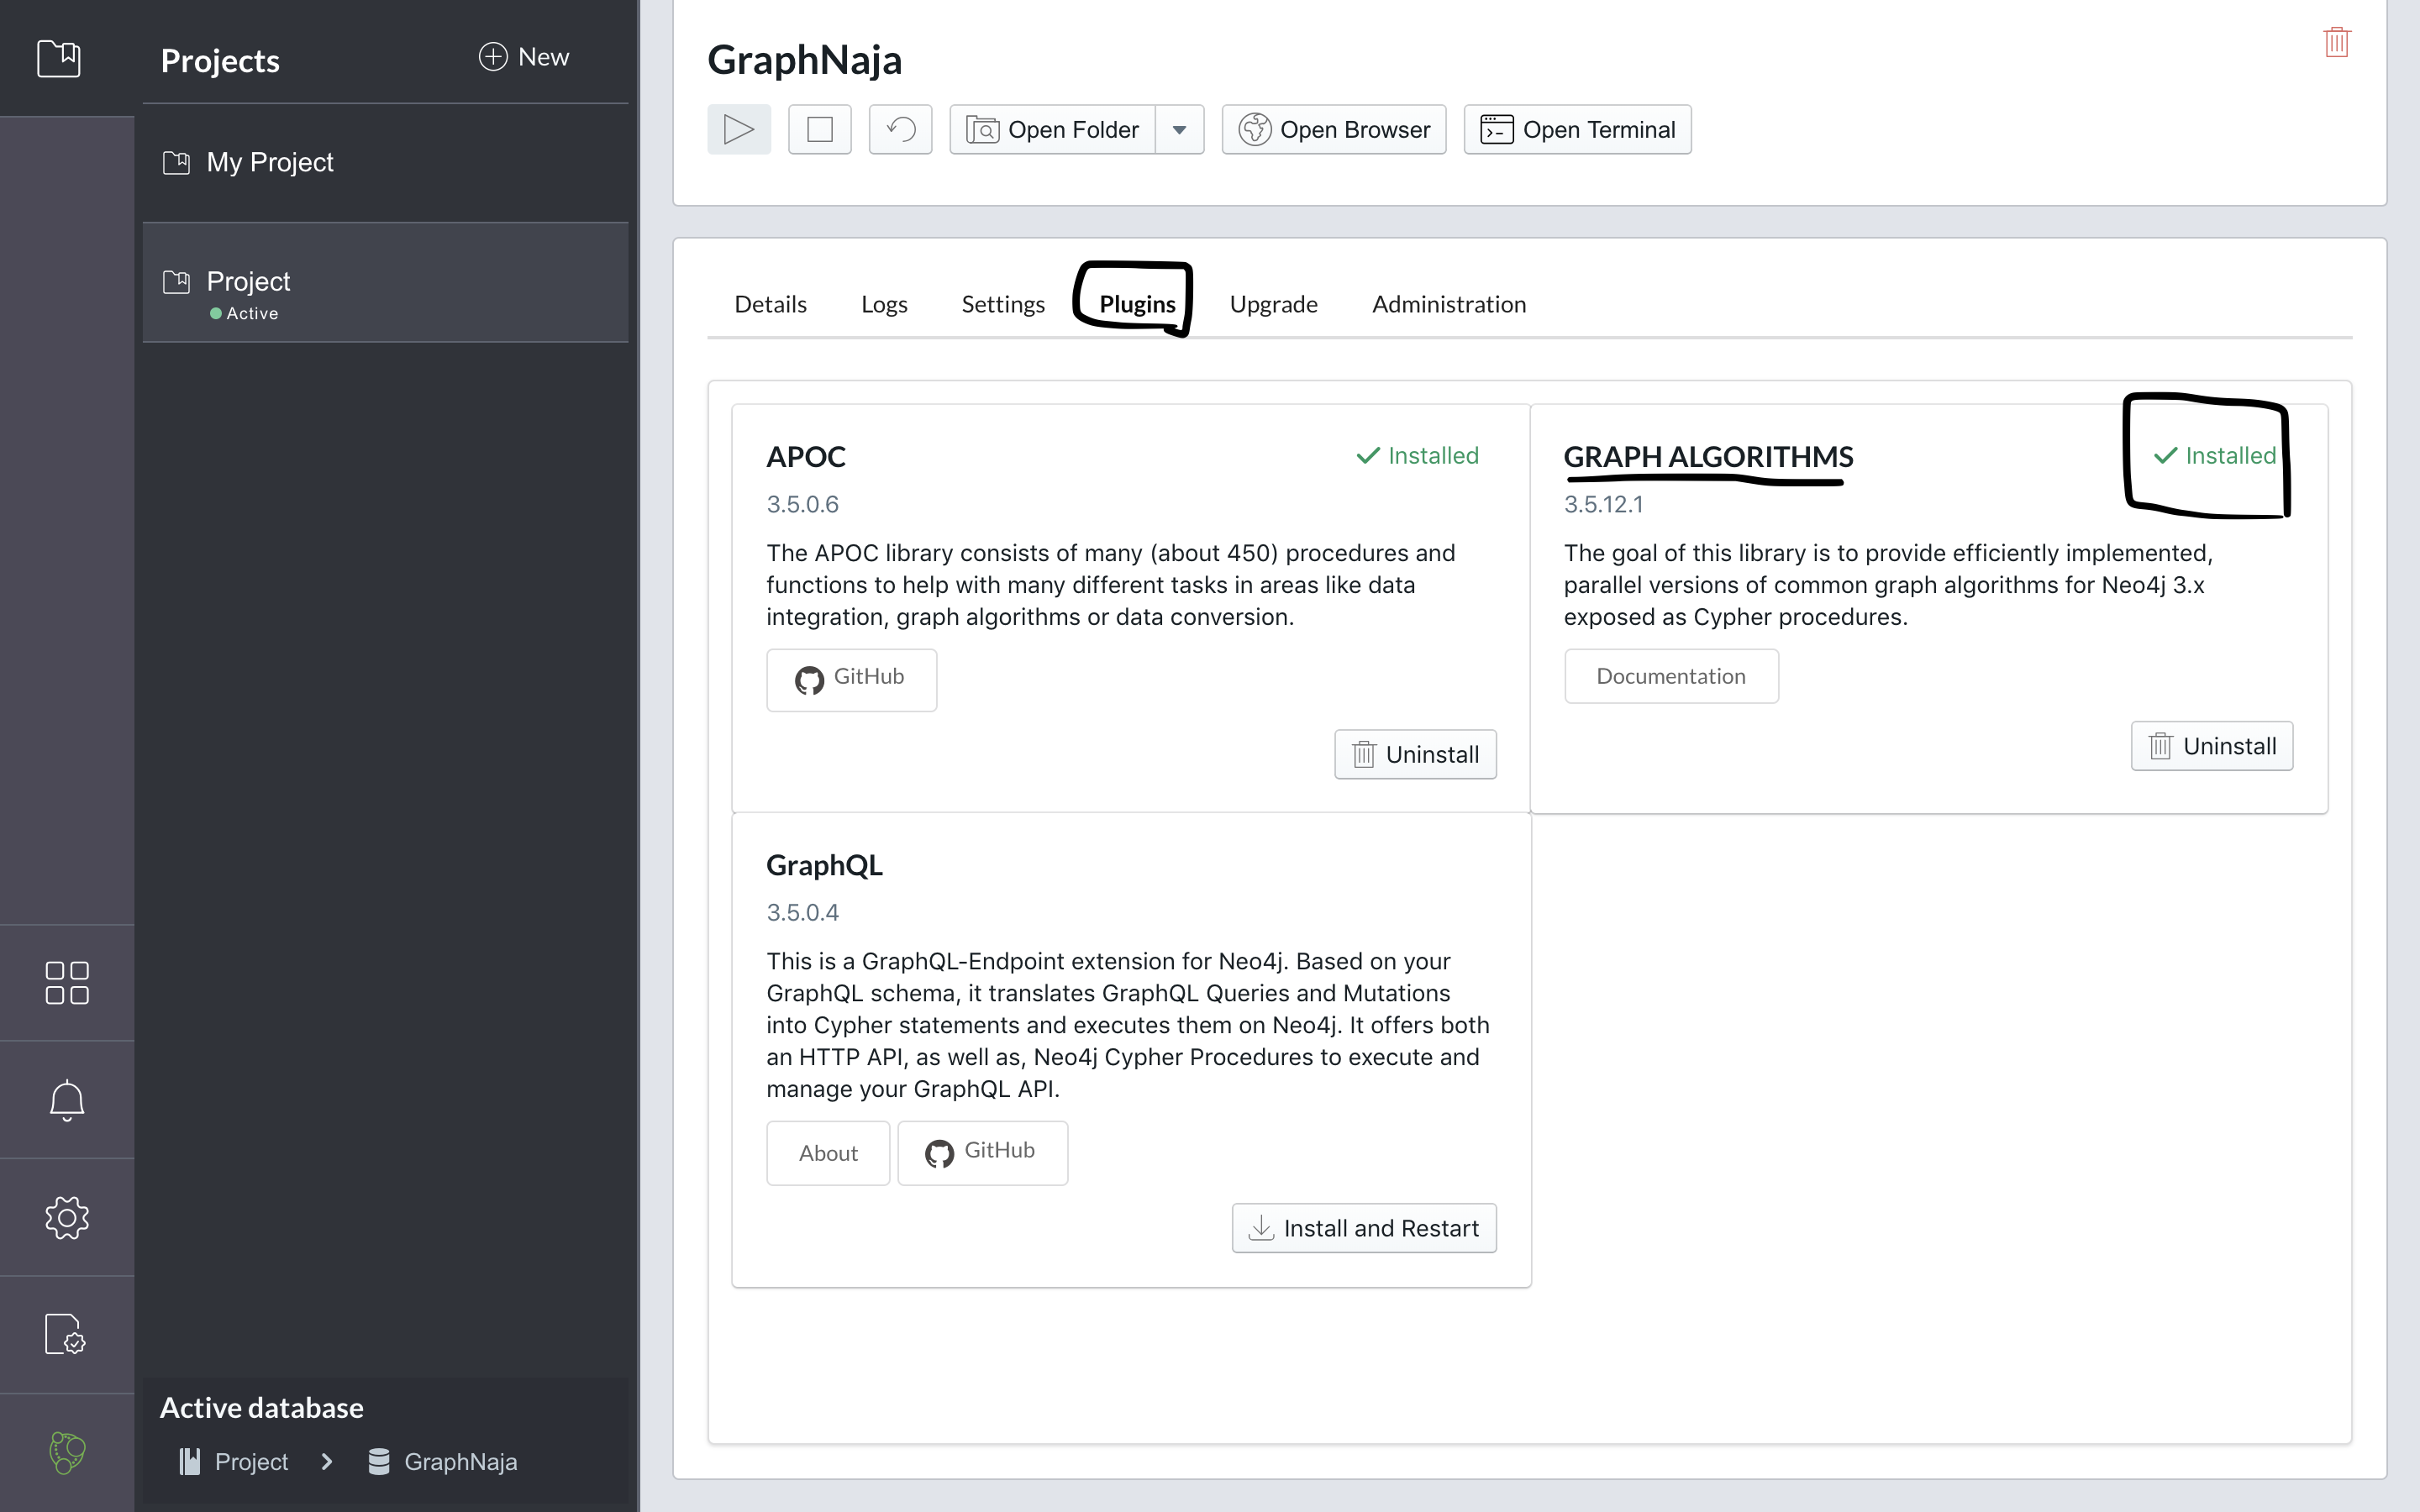 Projects
New
My Project
Project
Active
Active database
Project
GraphNaja
GraphNaja
Open Folder
Open Browser
Open Terminal
Details Logs Settings Plugins Upgrade Administration
APOC
Installed
3.5.0.6
The APOC library consists of many (about 450) procedures and
functions to help with many different tasks in areas like data
integration, graph algorithms or data conversion.
GitHub
Uninstall
GRAPH ALGORITHMS
Installed
3.5.12.1
The goal of this library is to provide efficiently implemented,
parallel versions of common graph algorithms for Neo4j 3.x
exposed as Cypher procedures.
Documentation
Uninstall
GraphQL
3.5.0.4
This is a GraphQL-Endpoint extension for Neo4j. Based on your
GraphQL schema, it translates GraphQL Queries and Mutations
into Cypher statements and executes them on Neo4j. It offers both
an HTTP API, as well as, Neo4j Cypher Procedures to execute and
manage your GraphQL API.
About
GitHub
Install and Restart